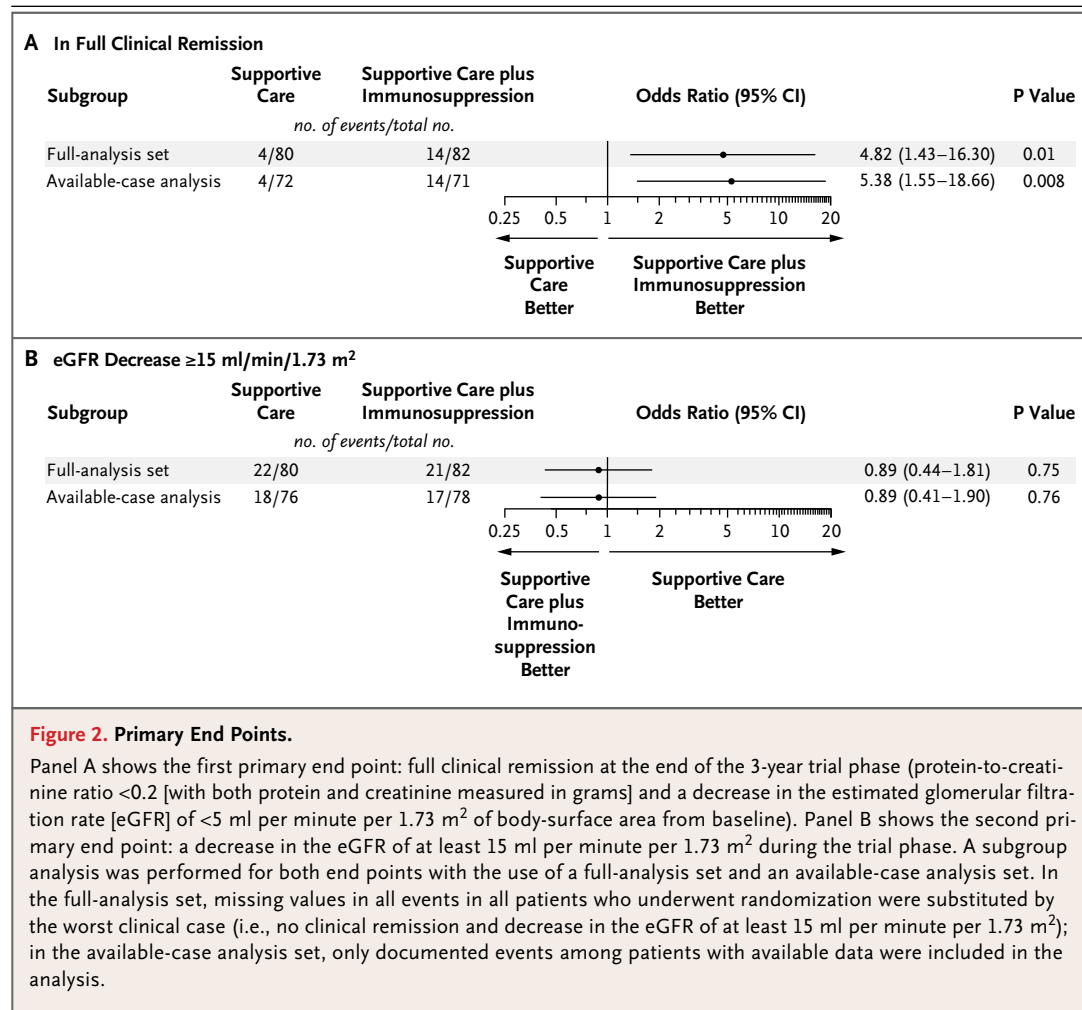 A In Full Clinical Remission
Subgroup
Supportive
Care
Supportive Care plus
Immunosuppression
Odds Ratio (95% CI)
P Value
no. of events/total no.
Full-analysis set 4/80 14/82 4.82 (1.43–16.30) 0.01
Available-case analysis 4/72 14/71 5.38 (1.55–18.66) 0.008
0.25 0.5 1 2 5 10 20
Supportive
Care
Better
Supportive Care plus
Immunosuppression
Better
B eGFR Decrease ≥15 ml/min/1.73 m²
Subgroup
Supportive
Care
Supportive Care plus
Immunosuppression
Odds Ratio (95% CI)
P Value
no. of events/total no.
Full-analysis set 22/80 21/82 0.89 (0.44–1.81) 0.75
Available-case analysis 18/76 17/78 0.89 (0.41–1.90) 0.76
0.25 0.5 1 2 5 10 20
Supportive
Care plus
Immuno-
suppression
Better
Supportive Care
Better
Figure 2. Primary End Points.
Panel A shows the first primary end point: full clinical remission at the end of the 3-year trial phase (protein-to-creati-
nine ratio <0.2 [with both protein and creatinine measured in grams] and a decrease in the estimated glomerular filtra-
tion rate [eGFR] of <5 ml per minute per 1.73 m² of body-surface area from baseline). Panel B shows the second pri-
mary end point: a decrease in the eGFR of at least 15 ml per minute per 1.73 m² during the trial phase. A subgroup
analysis was performed for both end points with the use of a full-analysis set and an available-case analysis set. In
the full-analysis set, missing values in all events in all patients who underwent randomization were substituted by
the worst clinical case (i.e., no clinical remission and decrease in the eGFR of at least 15 ml per minute per 1.73 m²);
in the available-case analysis set, only documented events among patients with available data were included in the
analysis.